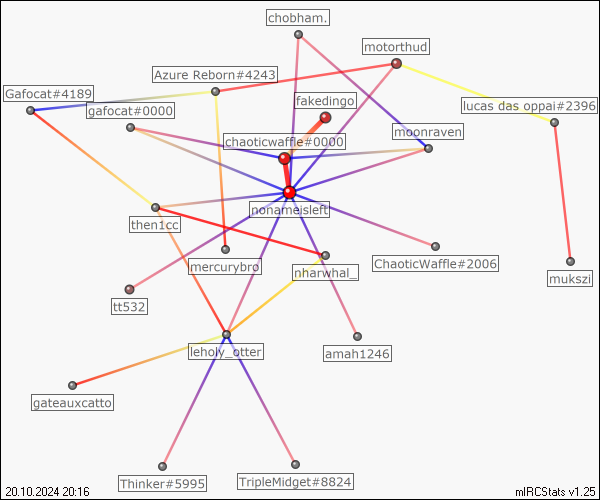 chobham.
motorthud
Azure Reborn#4243
Gafocat#4189
fakedingo
lucas das oppai#2396
gafocat#0000
moonraven
chaoticwaffle#0000
nonameisleft
then1cc
mercurybrø
nharwhal_
ChaoticWaffle#2006
mukszi
tt532
leholy_otter
amah1246
gateauxcatto
Thinker#5995
TripleMidget#8824
20.10.2024 20:16
mIRCStats v1.25